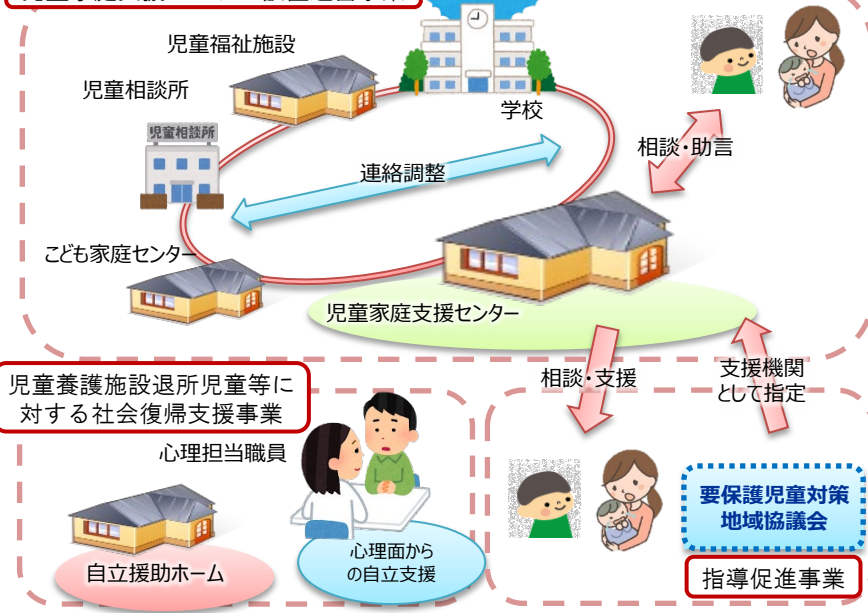 児童福祉施設
児童相談所
児童相談所
学校
相談・助言
連絡調整
こども家庭センター
児童家庭支援センター
児童養護施設退所児童等に
対する社会復帰支援事業
心理担当職員
自立援助ホーム
心理面から
の自立支援
相談・支援
支援機関
として指定
要保護児童対策
地域協議会
指導促進事業